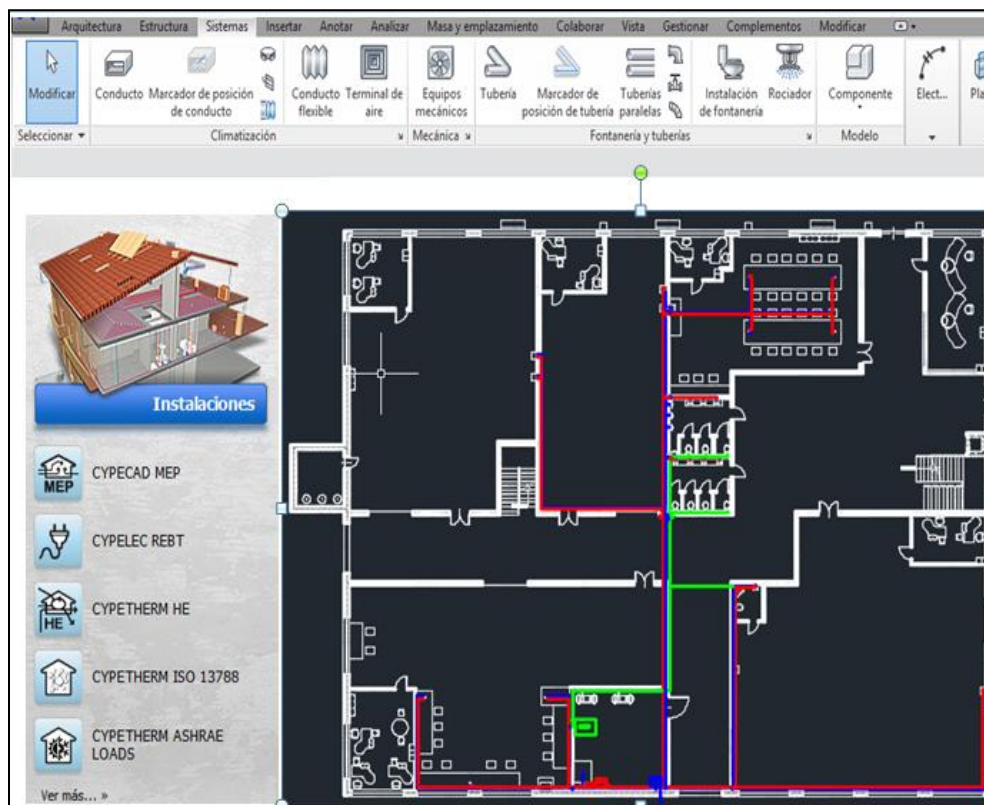 Arquitectura Estructura Sistemas Insertar Anotar Analizar Masa y emplazamiento Colaborar Vista Gestionar Complementos Modificar
Modificar
Conducto
Marcador de posición
de conducto
Conducto
flexible
Terminal de
aire
Equipos
mecánicos
Tubería
Marcador de
posición de tubería
Tuberías
paralelas
Instalación
de fontanería
Rociador
Componente
Elect...
Pla
Seleccionar
Climatización
Mecánica
Fontanería y tuberías
Modelo
Instalaciones
MEP
CYPECAD MEP
CYPELEC REBT
HE
CYPETHERM HE
CYPETHERM ISO 13788
CYPETHERM ASHRAE
LOADS
Ver más... »